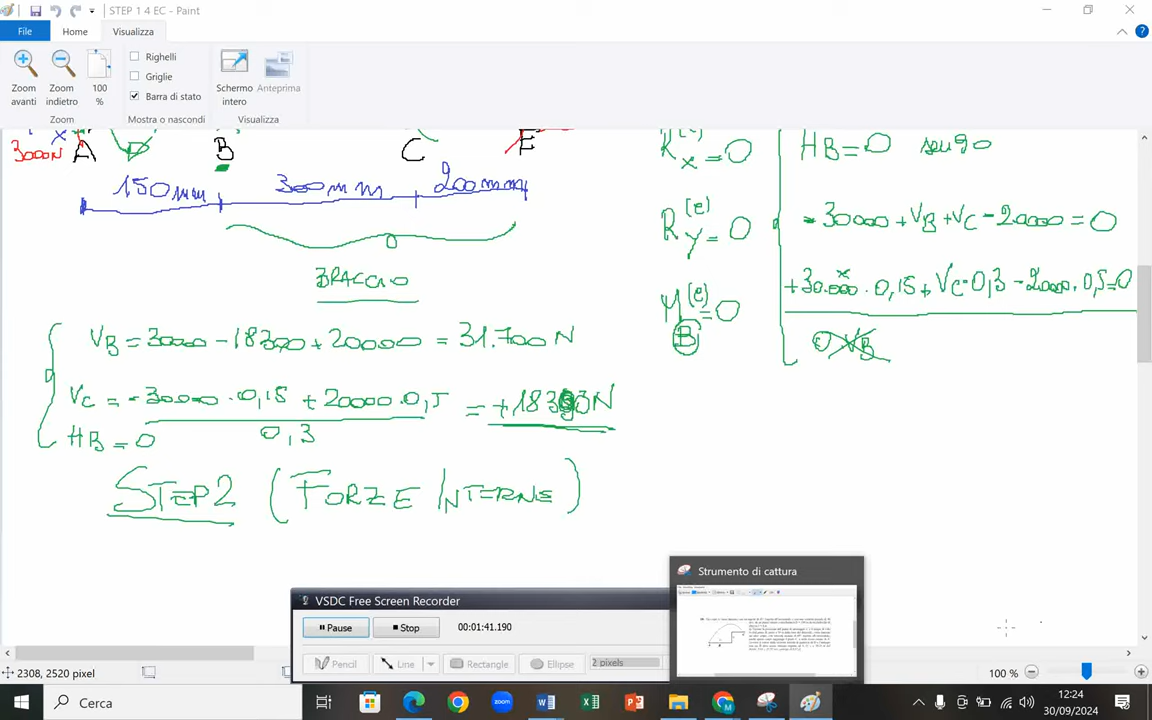 STEP 1 4 EC - Paint
File
Home
Visualizza
Zoom avanti
Zoom indietro
100 %
Righelli
Griglie
Barra di stato
Schermo intero
Anteprima
Zoom
Mostra o nascondi
Visualizza
3000N
A
D
B
C
E
150mm
300mm
200mm
BRACCIO
R x (e) = 0
R y (e) = 0
M B (e) = 0
HB = 0
-30000 + VB + VC - 20000 = 0
+30.000 x 0,15 + VC · 0,3 - 2000 · 0,5 = 0
0 VB
VB = 30000 - 18300 + 20000 = 31.700 N
VC = -30000 · 0,15 + 20000 · 0,5
0,3
HB = 0
STEP 2 ( FORZE INTERNE )
Strumento di cattura
VSDC Free Screen Recorder
Pause
Stop
00:01:41.190
Pencil
Line
Rectangle
Ellipse
2 pixels
2308, 2520 pixel
100 %
Cerca
12:24
30/09/2024